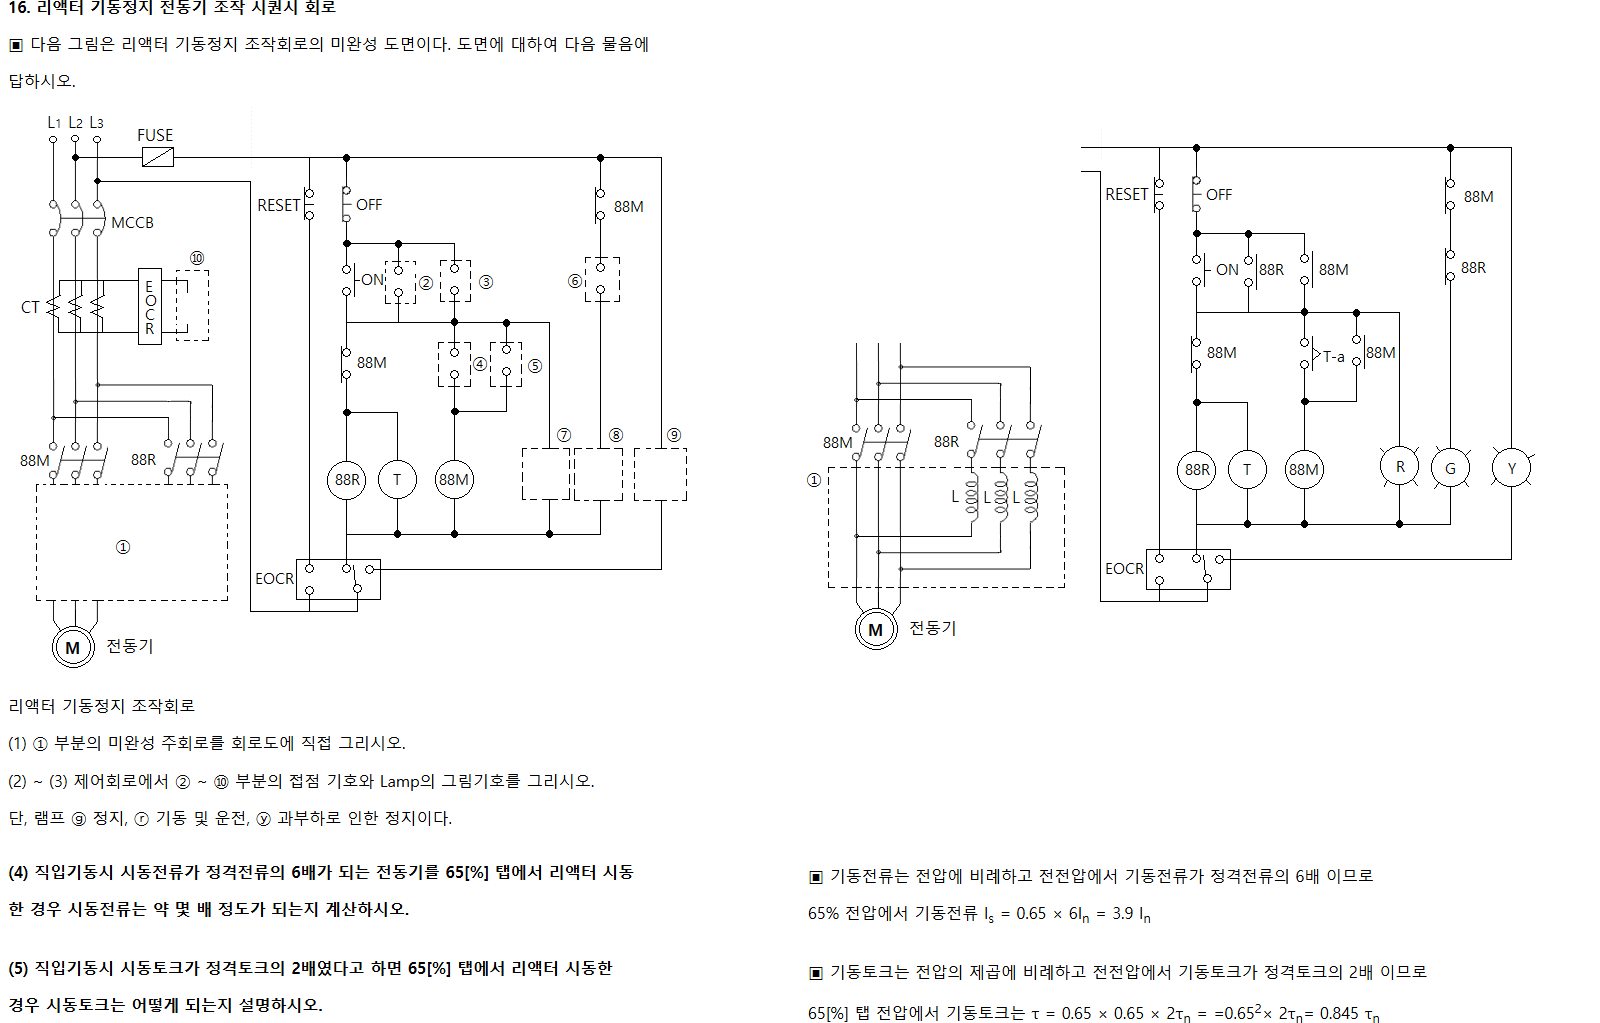 16. 리액터 기동정지 전동기 조작 시퀀시 회로
▣ 다음 그림은 리액터 기동정지 조작회로의 미완성 도면이다. 도면에 대하여 다음 물음에
답하시오.
L1 L2 L3
FUSE
RESET
OFF
88M
MCCB
⑩
ON
②
③
⑥
CT
EOCR
88M
④
⑤
⑦
⑧
⑨
88M
88R
88R
T
88M
①
EOCR
M
전동기
RESET
OFF
88M
ON
88R
88M
88R
88M
T-a
88M
88M
88R
①
L
L
L
88R
T
88M
R
G
Y
EOCR
M
전동기
리액터 기동정지 조작회로
(1) ① 부분의 미완성 주회로를 회로도에 직접 그리시오.
(2) ~ (3) 제어회로에서 ② ~ ⑩ 부분의 접점 기호와 Lamp의 그림기호를 그리시오.
단, 램프 ⓖ 정지, ⓡ 기동 및 운전, ⓨ 과부하로 인한 정지이다.
(4) 직입기동시 시동전류가 정격전류의 6배가 되는 전동기를 65[%] 탭에서 리액터 시동
한 경우 시동전류는 약 몇 배 정도가 되는지 계산하시오.
▣ 기동전류는 전압에 비례하고 전전압에서 기동전류가 정격전류의 6배 이므로
65% 전압에서 기동전류 Is = 0.65 × 6In = 3.9 In
(5) 직입기동시 시동토크가 정격토크의 2배였다고 하면 65[%] 탭에서 리액터 시동한
경우 시동토크는 어떻게 되는지 설명하시오.
▣ 기동토크는 전압의 제곱에 비례하고 전전압에서 기동토크가 정격토크의 2배 이므로
65[%] 탭 전압에서 기동토크는 τ = 0.65 × 0.65 × 2τn = =0.65²× 2τn= 0.845 τn